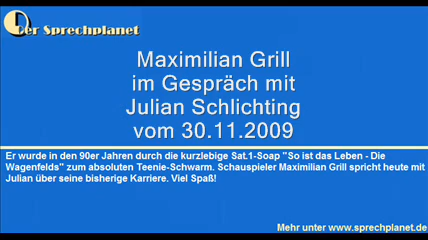 Der Sprechplanet
Maximilian Grill
im Gespräch mit
Julian Schlichting
vom 30.11.2009
Er wurde in den 90er Jahren durch die kurzlebige Sat.1-Soap "So ist das Leben - Die
Wagenfelds" zum absoluten Teenie-Schwarm. Schauspieler Maximilian Grill spricht heute mit
Julian über seine bisherige Karriere. Viel Spaß!
Mehr unter www.sprechplanet.de